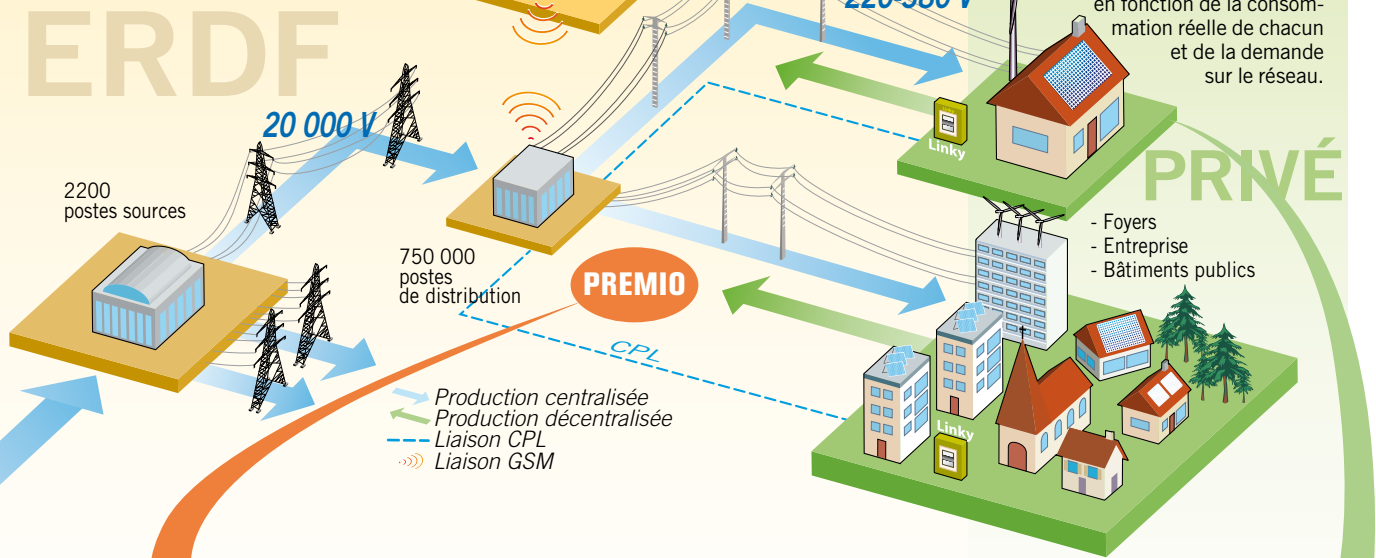 220-380 V
en fonction de la consom-
mation réelle de chacun
et de la demande
sur le réseau.
ERDF
20 000 V
Linky
PRIVÉ
2200
postes sources
- Foyers
- Entreprise
- Bâtiments publics
750 000
postes
de distribution
PREMIO
CPL
Production centralisée
Production décentralisée
Liaison CPL
Liaison GSM
Linky